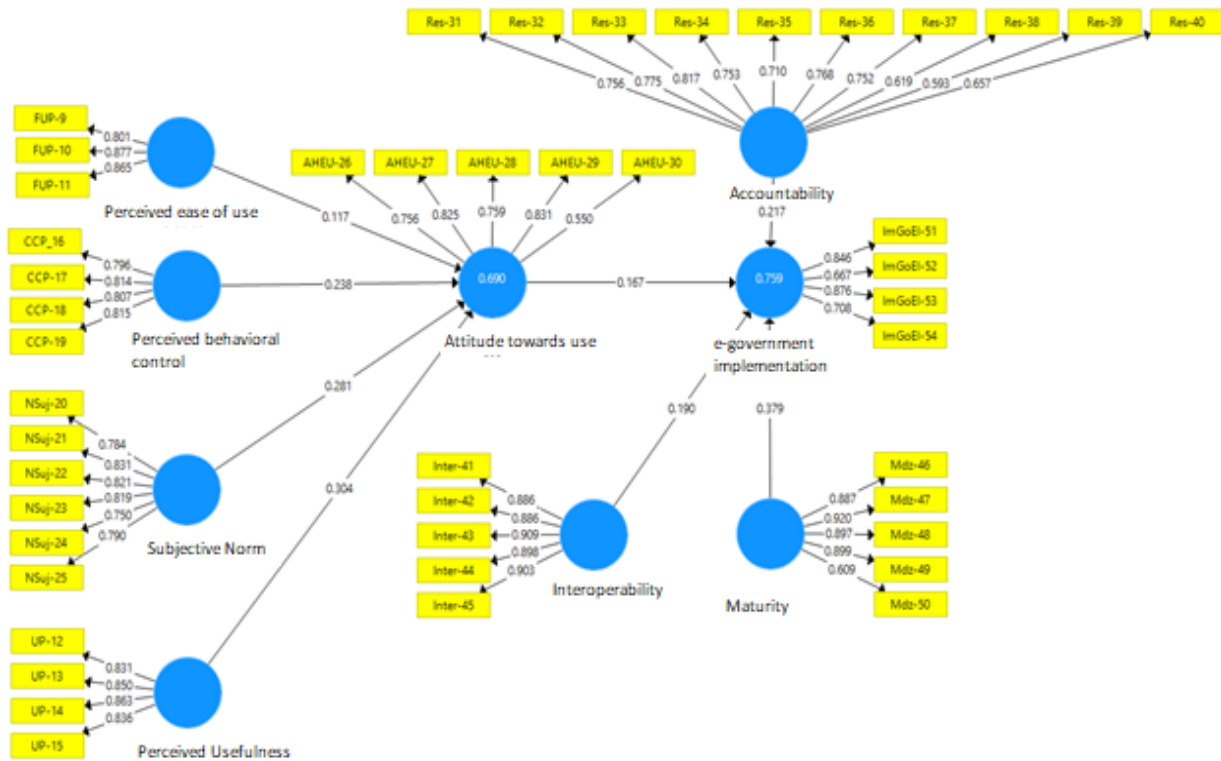 Res-31
Res-32
Res-33
Res-34
Res-35
Res-36
Res-37
Res-38
Res-39
Res-40
0.756
0.775
0.817
0.753
0.710
0.768
0.752
0.619
0.593
0.657
Accountability
0.217
FUP-9
FUP-10
FUP-11
0.801
0.877
0.865
Perceived ease of use
0.117
AHEU-26
AHEU-27
AHEU-28
AHEU-29
AHEU-30
0.756
0.825
0.759
0.831
0.550
CCP_16
CCP-17
CCP-18
CCP-19
0.796
0.814
0.807
0.815
Perceived behavioral
control
0.238
0.690
Attitude towards use
0.167
0.759
e-government
implementation
ImGoEl-51
ImGoEl-52
ImGoEl-53
ImGoEl-54
0.846
0.667
0.876
0.708
NSuj-20
NSuj-21
NSuj-22
NSuj-23
NSuj-24
NSuj-25
0.784
0.831
0.821
0.819
0.750
0.790
Subjective Norm
0.281
0.304
0.190
0.379
Inter-41
Inter-42
Inter-43
Inter-44
Inter-45
0.886
0.886
0.909
0.898
0.903
Interoperability
Mdz-46
Mdz-47
Mdz-48
Mdz-49
Mdz-50
0.887
0.920
0.897
0.899
0.609
Maturity
UP-12
UP-13
UP-14
UP-15
0.831
0.850
0.863
0.836
Perceived Usefulness